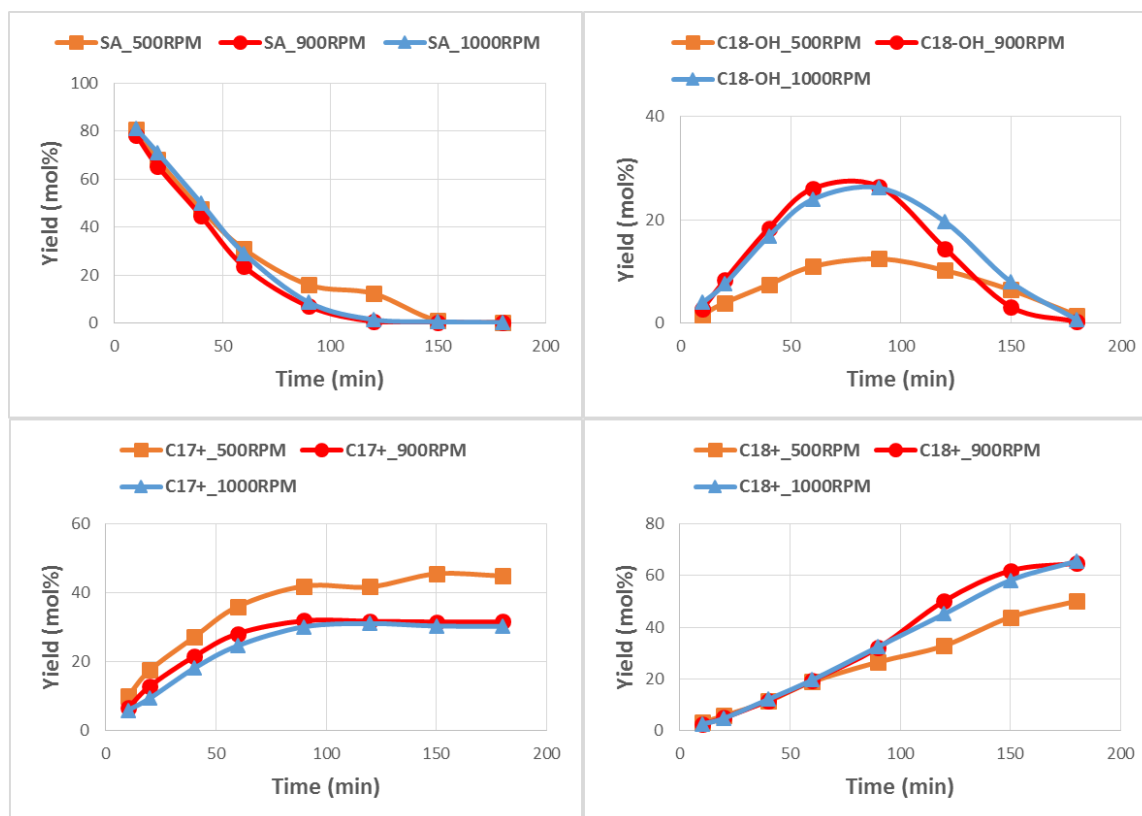 SA_500RPM SA_900RPM SA_1000RPM
100
80
60
40
20
0
Yield (mol%)
0 50 100 150 200
Time (min)
C18-OH_500RPM C18-OH_900RPM
C18-OH_1000RPM
40
20
0
Yield (mol%)
0 50 100 150 200
Time (min)
C17+_500RPM C17+_900RPM
C17+_1000RPM
60
40
20
0
Yield (mol%)
0 50 100 150 200
Time (min)
C18+_500RPM C18+_900RPM
C18+_1000RPM
80
60
40
20
0
Yield (mol%)
0 50 100 150 200
Time (min)